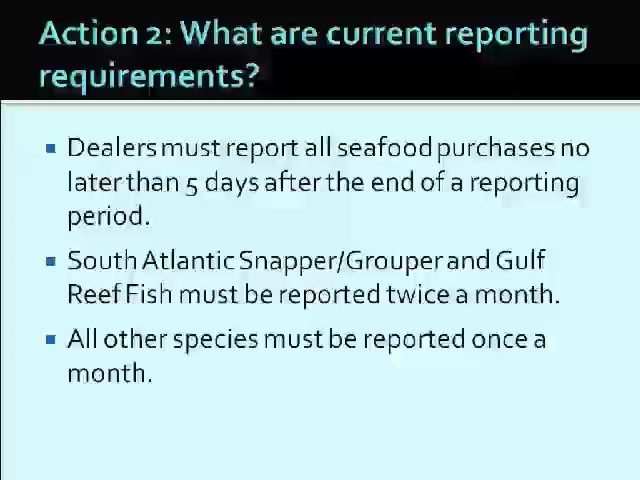 Action 2: What are current reporting
requirements?
Dealers must report all seafood purchases no
later than 5 days after the end of a reporting
period.
South Atlantic Snapper/Grouper and Gulf
Reef Fish must be reported twice a month.
All other species must be reported once a
month.